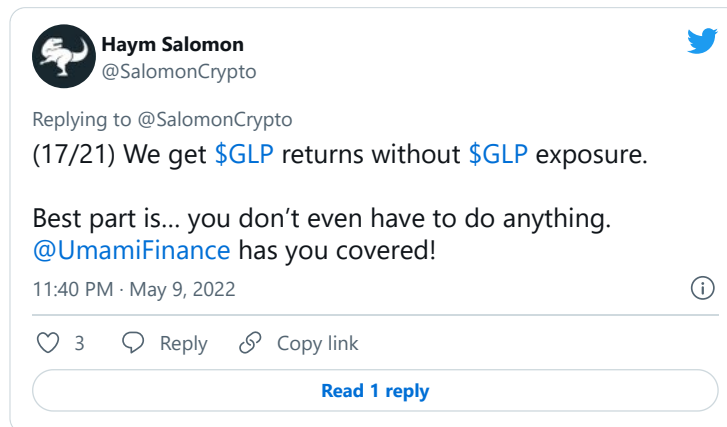 Haym Salomon
@SalomonCrypto
Replying to @SalomonCrypto
(17/21) We get $GLP returns without $GLP exposure.
Best part is… you don’t even have to do anything.
@UmamiFinance has you covered!
11:40 PM · May 9, 2022
3 Reply Copy link
Read 1 reply